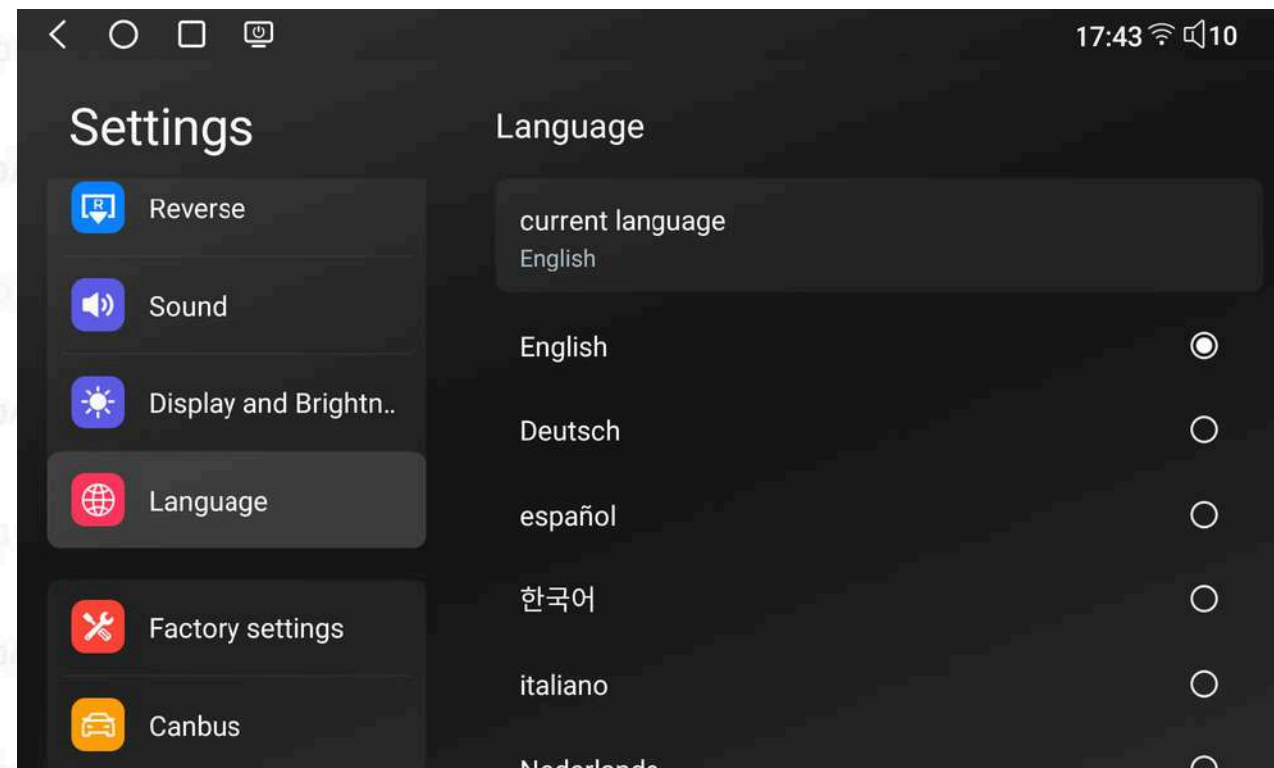 17:43
10
Settings
Reverse
Sound
Display and Brightn..
Language
Factory settings
Canbus
Language
current language
English
English
Deutsch
español
한국어
italiano